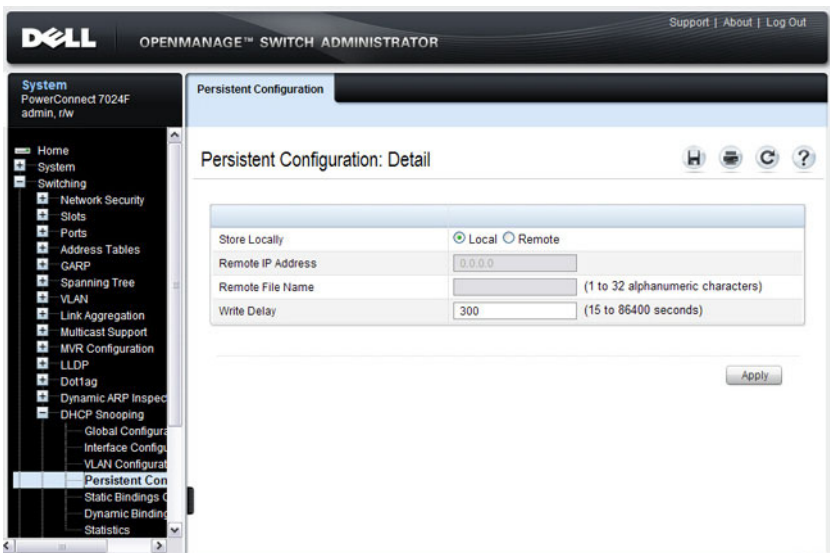 Support | About | Log Out
DELL OPENMANAGE™ SWITCH ADMINISTRATOR
System
PowerConnect 7024F
admin, r/w
Home
System
Switching
Network Security
Slots
Ports
Address Tables
GARP
Spanning Tree
VLAN
Link Aggregation
Multicast Support
MVR Configuration
LLDP
Dot1ag
Dynamic ARP Inspec
DHCP Snooping
Global Configura
Interface Configu
VLAN Configurat
Persistent Con
Static Bindings C
Dynamic Binding
Statistics
Persistent Configuration
Persistent Configuration: Detail
Store Locally Local Remote
Remote IP Address 0.0.0.0
Remote File Name (1 to 32 alphanumeric characters)
Write Delay 300 (15 to 86400 seconds)
Apply